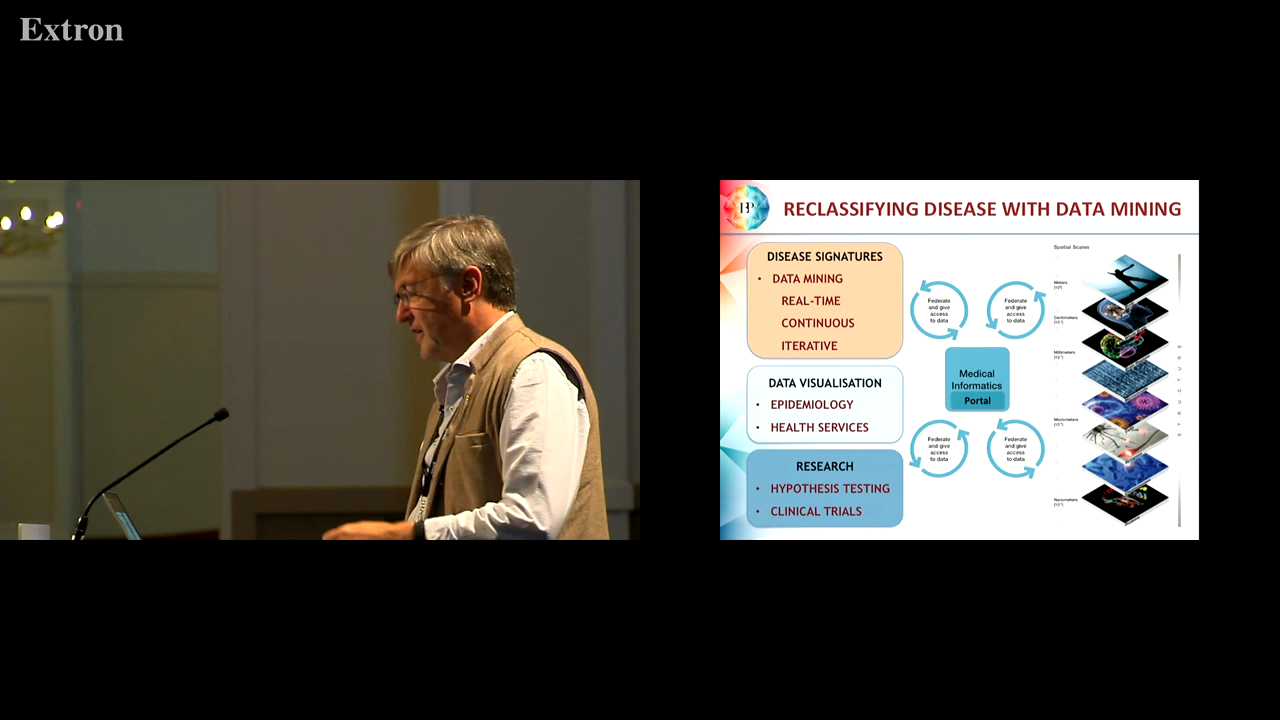 Extron
HBP
RECLASSIFYING DISEASE WITH DATA MINING
DISEASE SIGNATURES
• DATA MINING
REAL-TIME
CONTINUOUS
ITERATIVE
DATA VISUALISATION
• EPIDEMIOLOGY
• HEALTH SERVICES
RESEARCH
• HYPOTHESIS TESTING
• CLINICAL TRIALS
Federate
and give
access
to data
Federate
and give
access
to data
Medical
Informatics
Portal
Federate
and give
access
to data
Federate
and give
access
to data
Spatial Scales
Meters
Centimeters
Millimeters
Micrometers
Nanometers